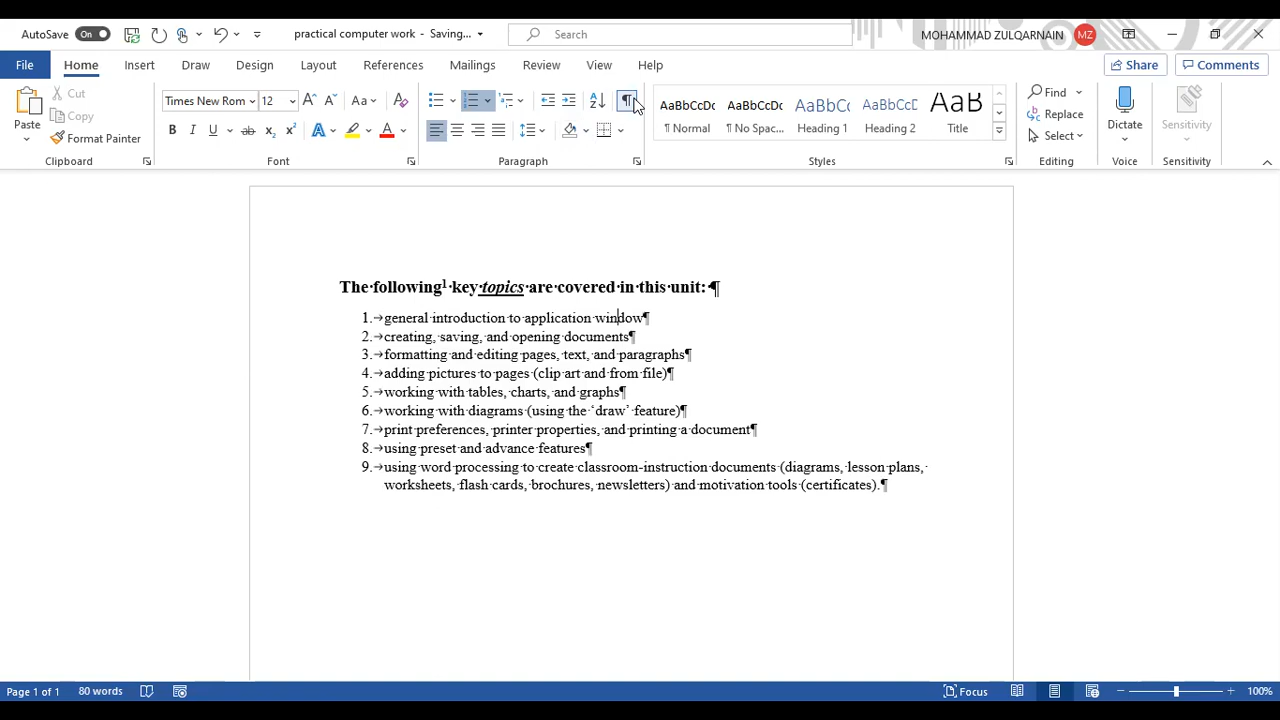 AutoSave On practical computer work - Saving... Search MOHAMMAD ZULQARNAIN MZ
File Home Insert Draw Design Layout References Mailings Review View Help Share Comments
Paste Cut Copy Format Painter
Clipboard
Times New Rom 12 Aa
B I U ab x₂ x² A A
Font
Paragraph
AaBbCcDc AaBbCcDc AaBbCc AaBbCcD AaB
¶ Normal ¶ No Spac... Heading 1 Heading 2 Title
Styles
Find
Replace
Select
Editing
Dictate
Voice
Sensitivity
Sensitivity
The·following¹·key·topics·are·covered·in·this·unit:·¶
1.→general·introduction·to·application·window¶
2.→creating,·saving,·and·opening·documents¶
3.→formatting·and·editing·pages,·text,·and·paragraphs¶
4.→adding·pictures·to·pages·(clip·art·and·from·file)¶
5.→working·with·tables,·charts,·and·graphs¶
6.→working·with·diagrams·(using·the·‘draw’·feature)¶
7.→print·preferences,·printer·properties,·and·printing·a·document¶
8.→using·preset·and·advance·features¶
9.→using·word·processing·to·create·classroom-instruction·documents·(diagrams,·lesson·plans,·
worksheets,·flash·cards,·brochures,·newsletters)·and·motivation·tools·(certificates).¶
Page 1 of 1 80 words Focus 100%